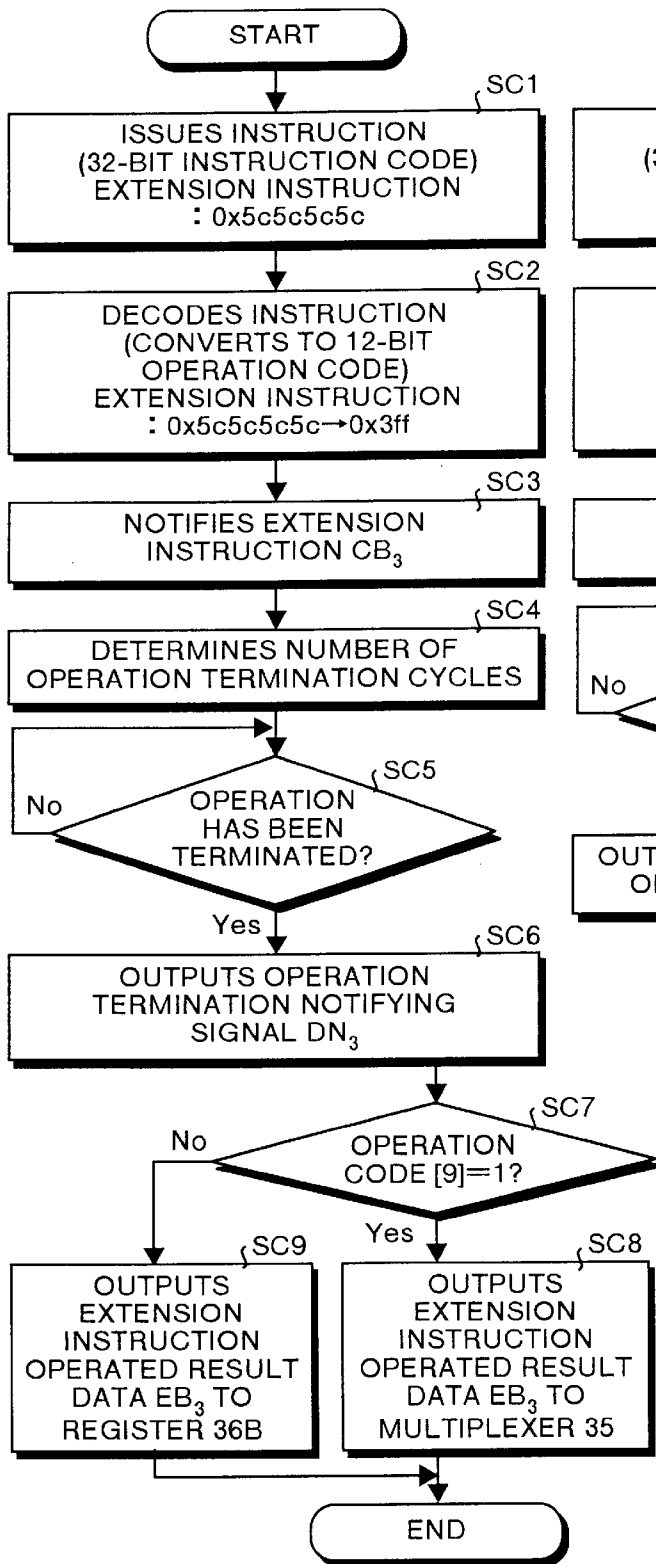 START
SC1
ISSUES INSTRUCTION
(32-BIT INSTRUCTION CODE)
EXTENSION INSTRUCTION
: 0x5c5c5c5c
(3
SC2
DECODES INSTRUCTION
(CONVERTS TO 12-BIT
OPERATION CODE)
EXTENSION INSTRUCTION
: 0x5c5c5c5c→0x3ff
SC3
NOTIFIES EXTENSION
INSTRUCTION CB₃
SC4
DETERMINES NUMBER OF
OPERATION TERMINATION CYCLES
No
SC5
No
OPERATION
HAS BEEN
TERMINATED?
OUT
Yes
SC6
OUTPUTS OPERATION
TERMINATION NOTIFYING
SIGNAL DN₃
SC7
No
OPERATION
CODE [9]=1?
Yes
SC9
OUTPUTS
EXTENSION
INSTRUCTION
OPERATED RESULT
DATA EB₃ TO
REGISTER 36B
SC8
OUTPUTS
EXTENSION
INSTRUCTION
OPERATED RESULT
DATA EB₃ TO
MULTIPLEXER 35
END